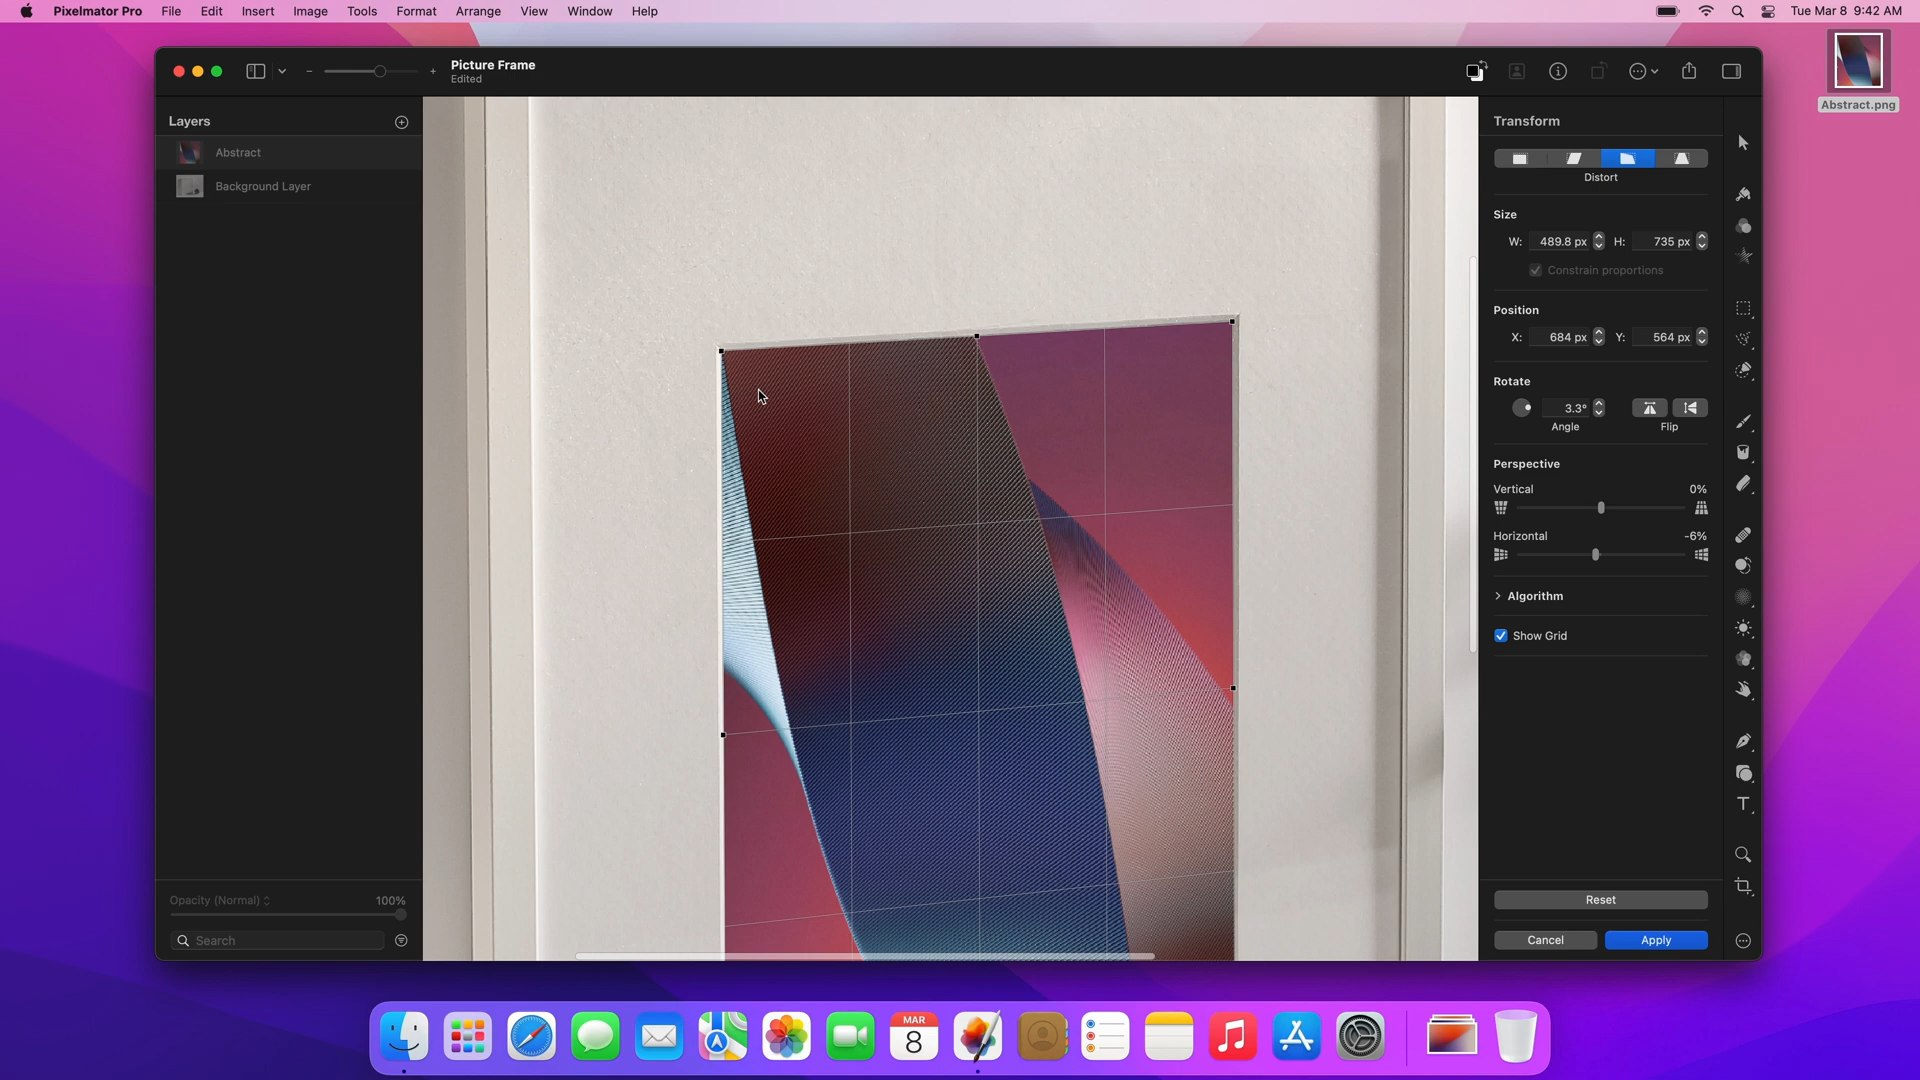 Pixelmator Pro File Edit Insert Image Tools Format Arrange View Window Help
Tue Mar 8 9:42 AM
Picture Frame
Edited
Abstract.png
Layers
Abstract
Background Layer
Opacity (Normal) 100%
Search
Transform
Distort
Size
W: 489.8 px H: 735 px
Constrain proportions
Position
X: 684 px Y: 564 px
Rotate
3.3°
Angle Flip
Perspective
Vertical 0%
Horizontal -6%
Algorithm
Show Grid
Reset
Cancel Apply
T
MAR
8